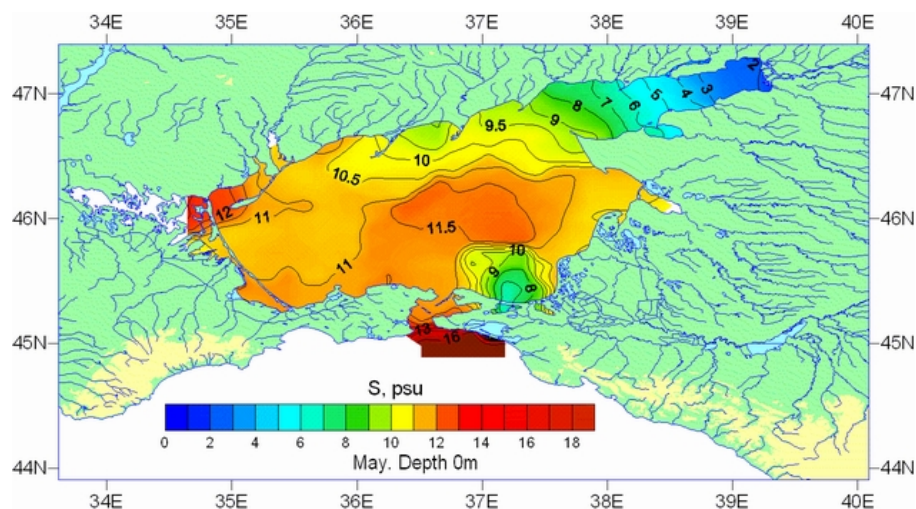 34E 35E 36E 37E 38E 39E 40E
2
47N 47N
8 7 6 5 4 3
9.5 9
10
10.5
46N 12 11 11.5 46N
11 10
9 8
45N 13 16 45N
S, psu
0 2 4 6 8 10 12 14 16 18
May. Depth 0m
44N 44N
34E 35E 36E 37E 38E 39E 40E